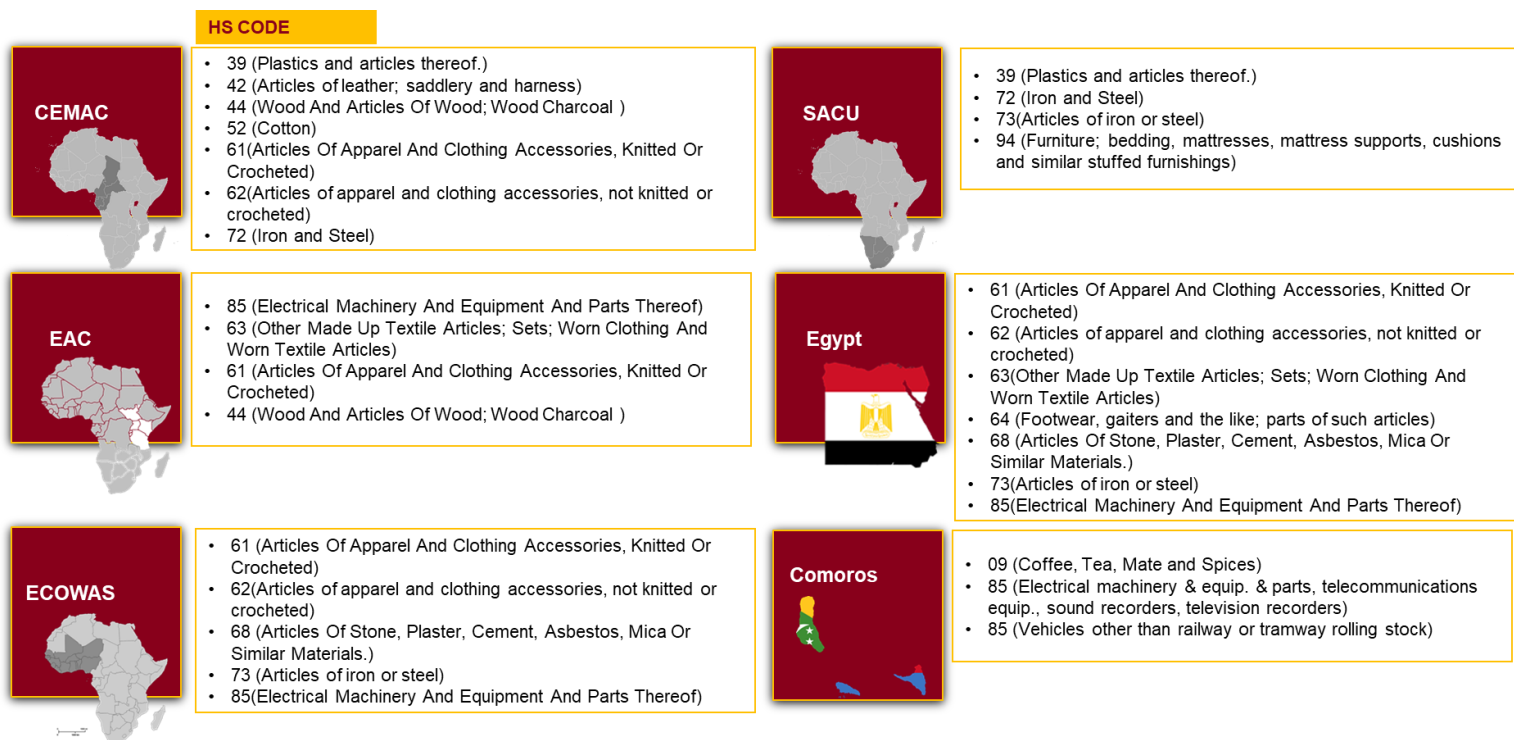 HS CODE
CEMAC
• 39 (Plastics and articles thereof.)
• 42 (Articles of leather; saddlery and harness)
• 44 (Wood And Articles Of Wood; Wood Charcoal )
• 52 (Cotton)
• 61(Articles Of Apparel And Clothing Accessories, Knitted Or
Crocheted)
• 62(Articles of apparel and clothing accessories, not knitted or
crocheted)
• 72 (Iron and Steel)
SACU
• 39 (Plastics and articles thereof.)
• 72 (Iron and Steel)
• 73(Articles of iron or steel)
• 94 (Furniture; bedding, mattresses, mattress supports, cushions
and similar stuffed furnishings)
EAC
• 85 (Electrical Machinery And Equipment And Parts Thereof)
• 63 (Other Made Up Textile Articles; Sets; Worn Clothing And
Worn Textile Articles)
• 61 (Articles Of Apparel And Clothing Accessories, Knitted Or
Crocheted)
• 44 (Wood And Articles Of Wood; Wood Charcoal )
Egypt
• 61 (Articles Of Apparel And Clothing Accessories, Knitted Or
Crocheted)
• 62 (Articles of apparel and clothing accessories, not knitted or
crocheted)
• 63(Other Made Up Textile Articles; Sets; Worn Clothing And
Worn Textile Articles)
• 64 (Footwear, gaiters and the like; parts of such articles)
• 68 (Articles Of Stone, Plaster, Cement, Asbestos, Mica Or
Similar Materials.)
• 73(Articles of iron or steel)
• 85(Electrical Machinery And Equipment And Parts Thereof)
ECOWAS
• 61 (Articles Of Apparel And Clothing Accessories, Knitted Or
Crocheted)
• 62(Articles of apparel and clothing accessories, not knitted or
crocheted)
• 68 (Articles Of Stone, Plaster, Cement, Asbestos, Mica Or
Similar Materials.)
• 73 (Articles of iron or steel)
• 85(Electrical Machinery And Equipment And Parts Thereof)
Comoros
• 09 (Coffee, Tea, Mate and Spices)
• 85 (Electrical machinery & equip. & parts, telecommunications
equip., sound recorders, television recorders)
• 85 (Vehicles other than railway or tramway rolling stock)